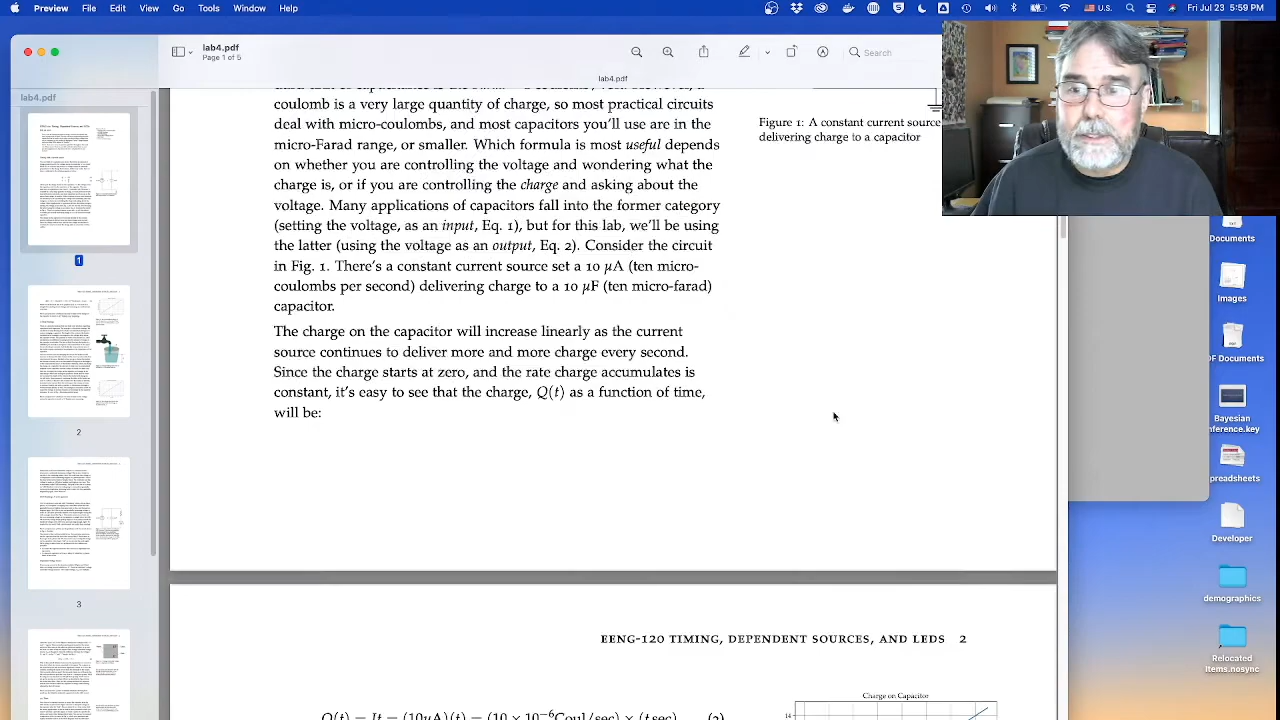 Preview File Edit View Go Tools Window Help
lab4.pdf
Page 1 of 5
Search
lab4.pdf
lab4.pdf
coulomb is a very large quantity of charge, so most practical circuits
deal with micro-coulombs, and most capacitors you'll use are in the
micro-Farad range, or smaller. Which formula is most useful depends
on whether you are controlling the voltage and wondering what the
charge is, or if you are controlling the charge and asking about the
voltage. Many applications of capacitors fall into the former category
(setting the voltage, as an input, Eq. 1) but for this lab, we'll be using
the latter (using the voltage as an output, Eq. 2). Consider the circuit
in Fig. 1. There's a constant current source set a 10 μA (ten micro-
coulombs per second) delivering charge to a 10 μF (ten micro-farad)
capacitor.
Figure 1: A constant current source
delivering charge to a capacitor.
The charge on the capacitor will increase linearly as the current
source continues to deliver more and more charge every second.
Since the charge starts at zero, and the rate charge accumulates is
constant, it's easy to see that the charge, Q(t) as a function of time,
will be:
EENG-120 TIMING, DEPENDENT SOURCES, AND LEDS 2
Charge on Capacitor
14
1
2
3
Documents
Images
PDF Documents
Bayesian
Inference.key
Spreadsheets
Developer
demographics
Relocated
Items.nosync